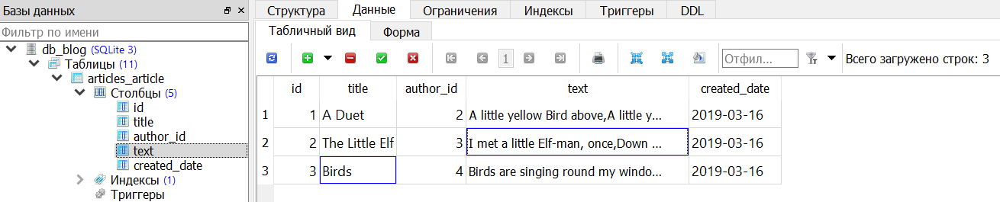 Базы данных
Фильтр по имени
db_blog (SQLite 3)
Таблицы (11)
articles_article
Столбцы (5)
id
title
author_id
text
created_date
Индексы (1)
Триггеры
Структура Данные Ограничения Индексы Триггеры DDL
Табличный вид Форма
1 Отфил... Всего загружено строк: 3
id title author_id text created_date
1 1 A Duet 2 A little yellow Bird above,A little y... 2019-03-16
2 2 The Little Elf 3 I met a little Elf-man, once,Down ... 2019-03-16
3 3 Birds 4 Birds are singing round my windo... 2019-03-16